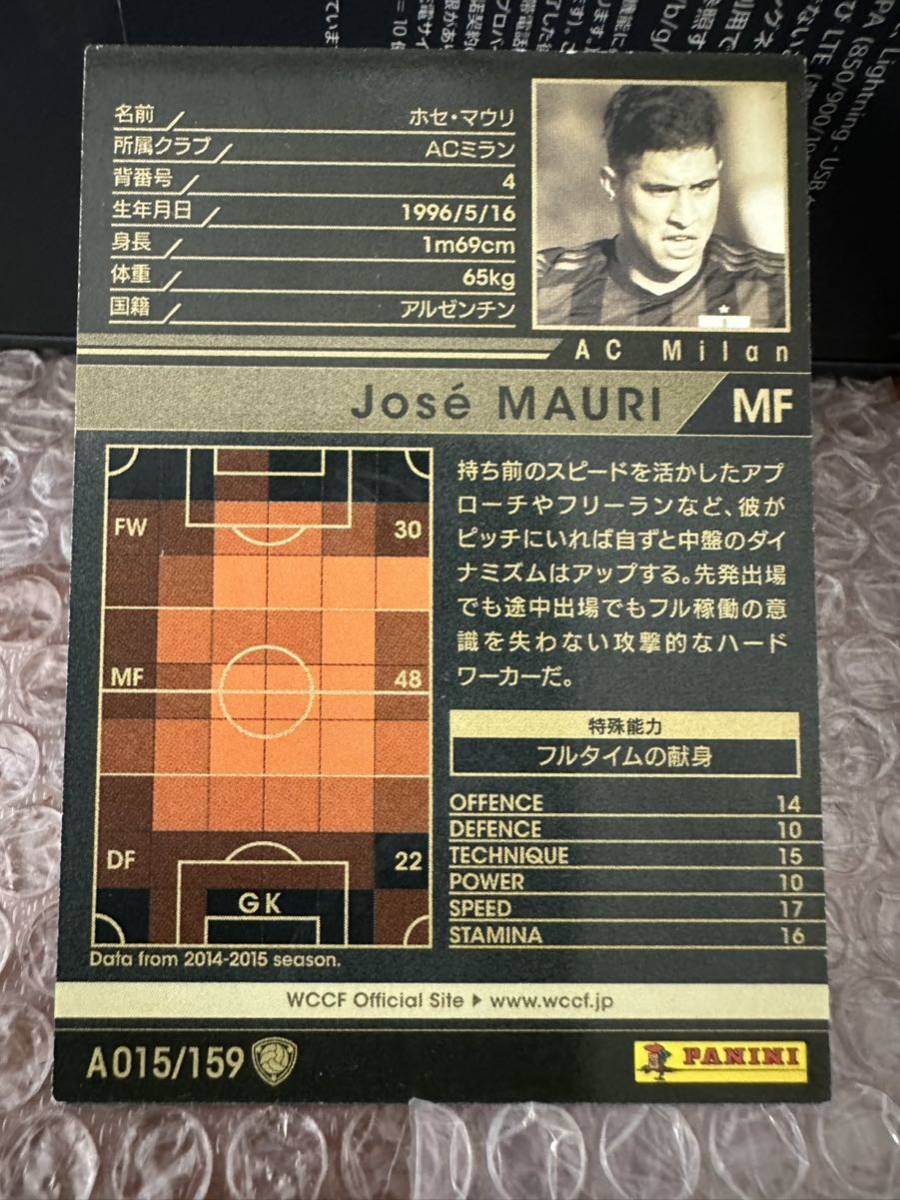 名前 ホセ・マウリ
所属クラブ ACミラン
背番号 4
生年月日 1996/5/16
身長 1m69cm
体重 65kg
国籍 アルゼンチン
AC Milan
José MAURI MF
FW 30
MF 48
DF 22
GK
Data from 2014-2015 season.
持ち前のスピードを活かしたアプ
ローチやフリーランなど、彼が
ピッチにいれば自ずと中盤のダイ
ナミズムはアップする。先発出場
でも途中出場でもフル稼働の意
識を失わない攻撃的なハード
ワーカーだ。
特殊能力
フルタイムの献身
OFFENCE 14
DEFENCE 10
TECHNIQUE 15
POWER 10
SPEED 17
STAMINA 16
WCCF Official Site ▶ www.wccf.jp
A015/159
PANINI
Lightning - USB
PA (850/900/
LTE
b/g/